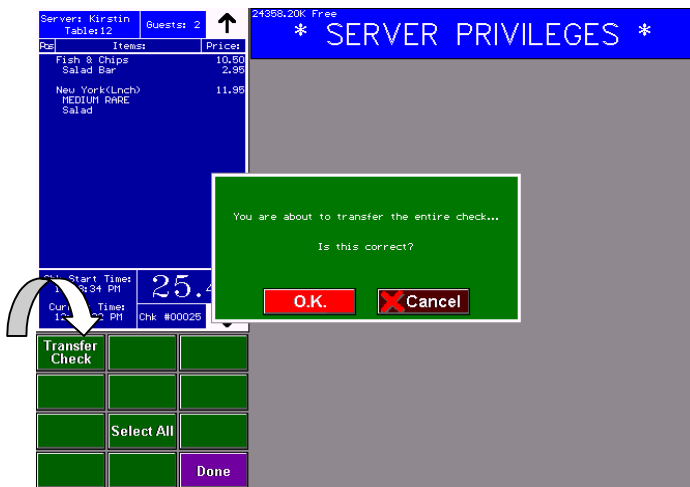 Server: Kirstin
Table:12
Guests: 2
24358.20K Free
* SERVER PRIVILEGES *
Pos Items: Price:
Fish & Chips 10.50
Salad Bar 2.95
New York(Lnch) 11.95
MEDIUM RARE
Salad
You are about to transfer the entire check...
Is this correct?
O.K.
Cancel
Start Time:
:34 PM
25.
Time:
PM
Chk #00025
Transfer
Check
Select All
Done